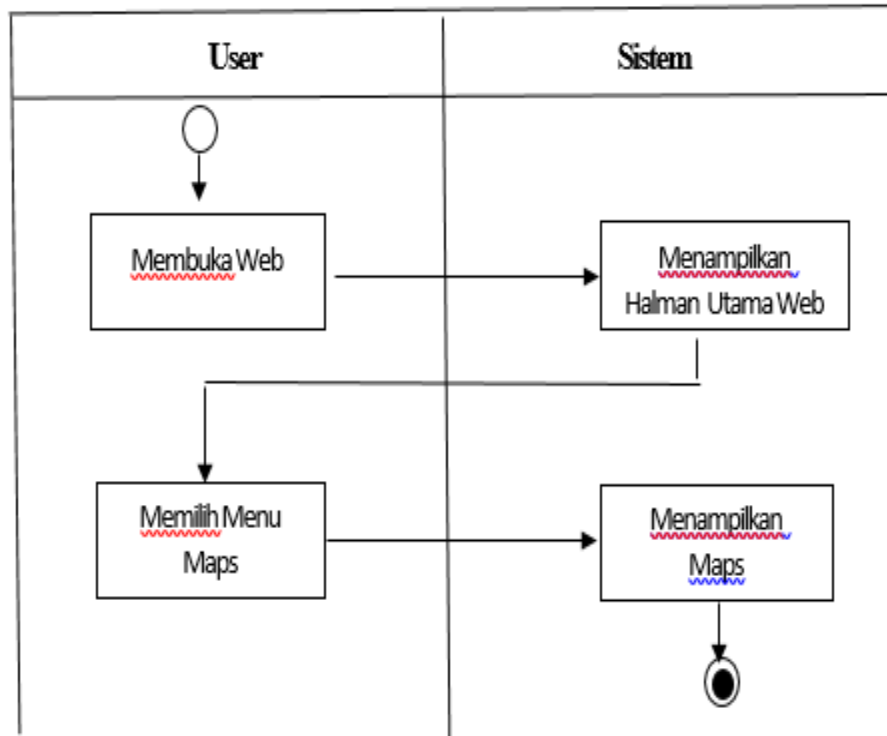 User
Sistem
Membuka Web
Menampilkan
Halman Utama Web
Memilih Menu
Maps
Menampilkan
Maps